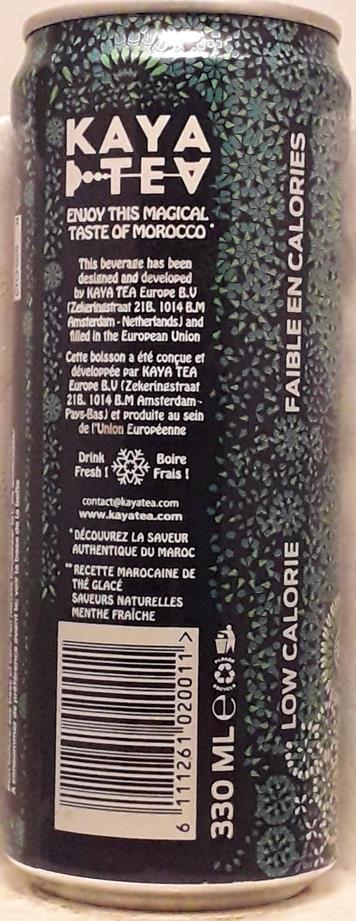 KAYA
TEA
ENJOY THIS MAGICAL
TASTE OF MOROCCO *
This beverage has been
designed and developed
by KAYA TEA Europe B.V
(Zekeringstraat 21B. 1014 B.M
Amsterdam - Netherlands) and
filled in the European Union
Cette boisson a été conçue et
développée par KAYA TEA
Europe B.V (Zekeringstraat
21B. 1014 B.M Amsterdam -
Pays-Bas) et produite au sein
de l'Union Européenne
Drink Boire
Fresh ! Frais !
contact@kayatea.com
www.kayatea.com
* DÉCOUVREZ LA SAVEUR
AUTHENTIQUE DU MAROC
** RECETTE MAROCAINE DE
THÉ GLACÉ
SAVEURS NATURELLES
MENTHE FRAÎCHE
6 111261 020011 >
330 ML e
PLEASE
RECYCLE
LOW CALORIE
FAIBLE EN CALORIES